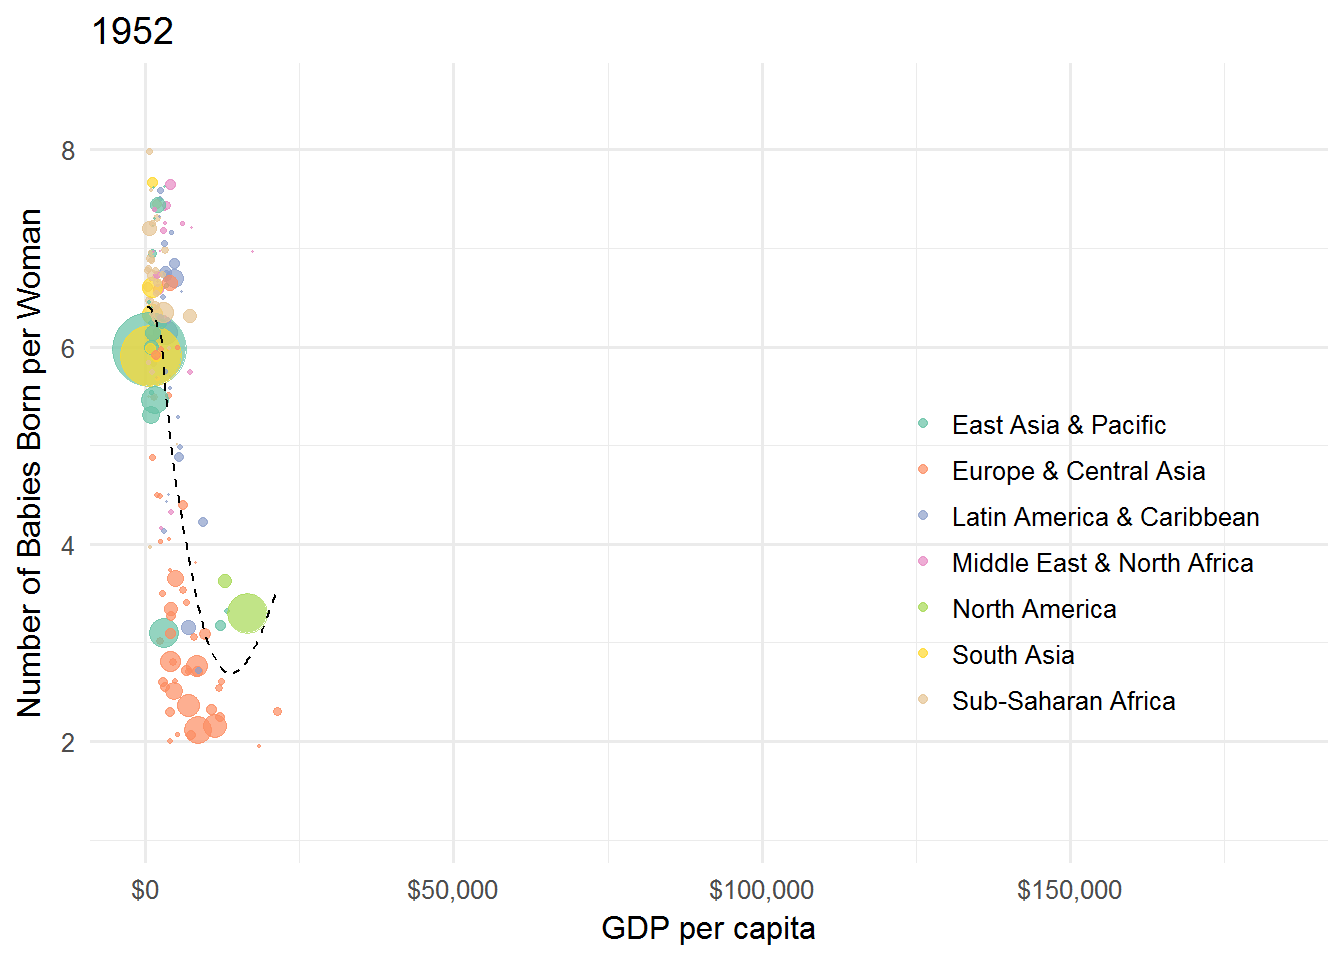 1952
Number of Babies Born per Woman
8
6
4
2
East Asia & Pacific
Europe & Central Asia
Latin America & Caribbean
Middle East & North Africa
North America
South Asia
Sub-Saharan Africa
$0
$50,000
$100,000
$150,000
GDP per capita